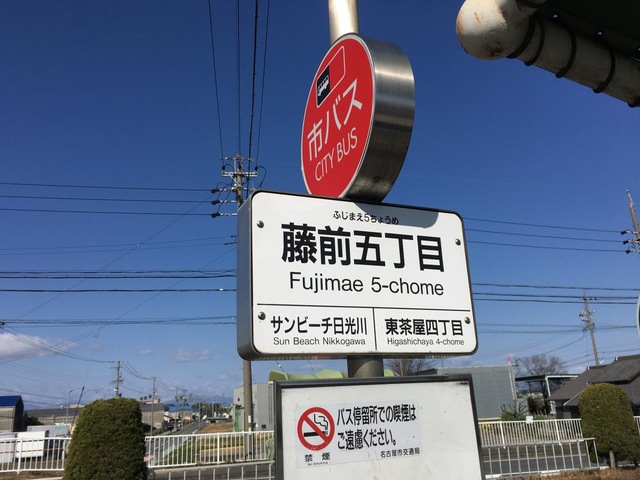 市バス
CITY BUS
ふじまえ5ちょうめ
藤前五丁目
Fujimae 5-chome
サンビーチ日光川
Sun Beach Nikkogawa
東茶屋四丁目
Higashichaya 4-chome
バス停留所での喫煙は
ご遠慮ください。
禁煙
No Smoking
名古屋市交通局